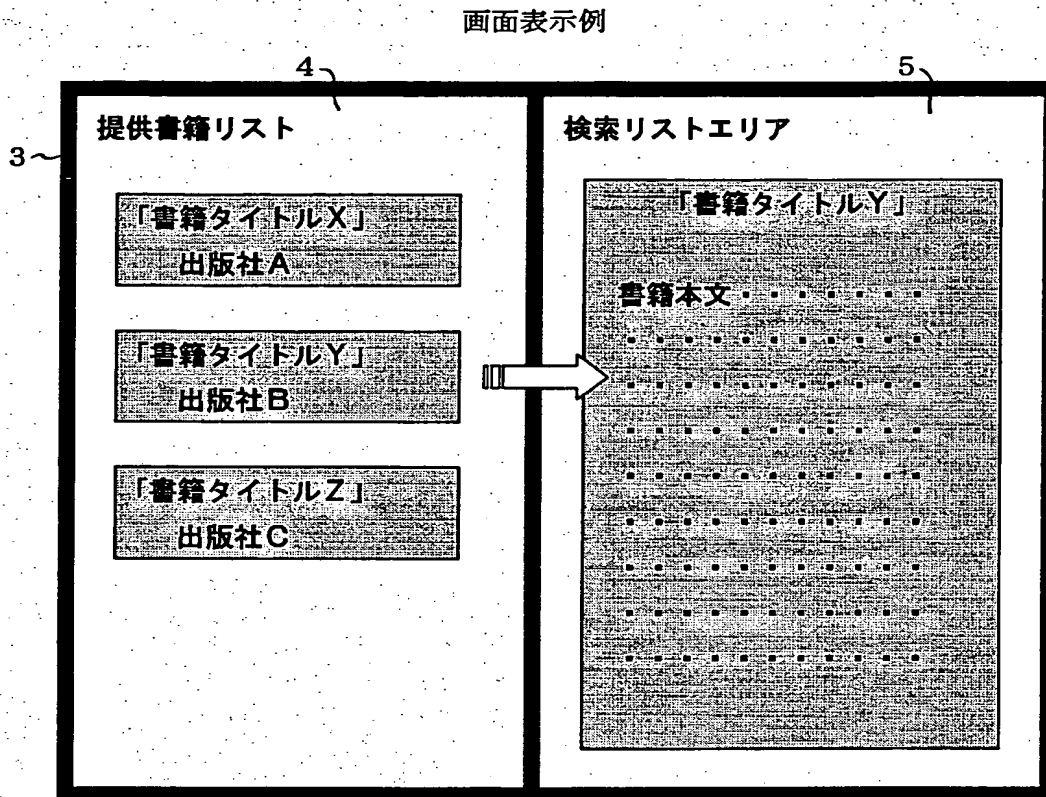 画面表示例
4
5
3
提供書籍リスト
「書籍タイトルX」
出版社A
「書籍タイトルY」
出版社B
「書籍タイトルZ」
出版社C
検索リストエリア
「書籍タイトルY」
書籍本文・・・・・・・
・・・・・・・・・・・
・・・・・・・・・・・
・・・・・・・・・・・
・・・・・・・・・・・
・・・・・・・・・・・
・・・・・・・・・・・
・・・・・・・・・・・
・・・・・・・・・・・